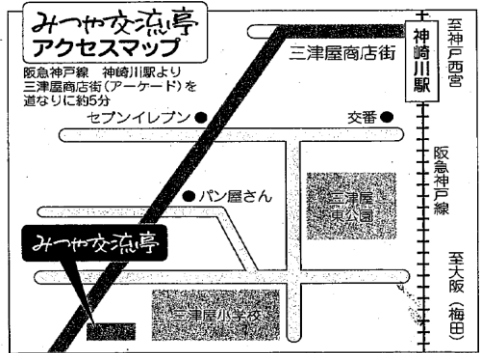 みつや交流亭
アクセスマップ
阪急神戸線 神崎川駅より
三津屋商店街(アーケード)を
道なりに約5分
三津屋商店街
神崎川駅
至神戸西宮
セブンイレブン
交番
阪急神戸線
パン屋さん
三津屋
東公園
みつや交流亭
至大阪(梅田)
三津屋小学校